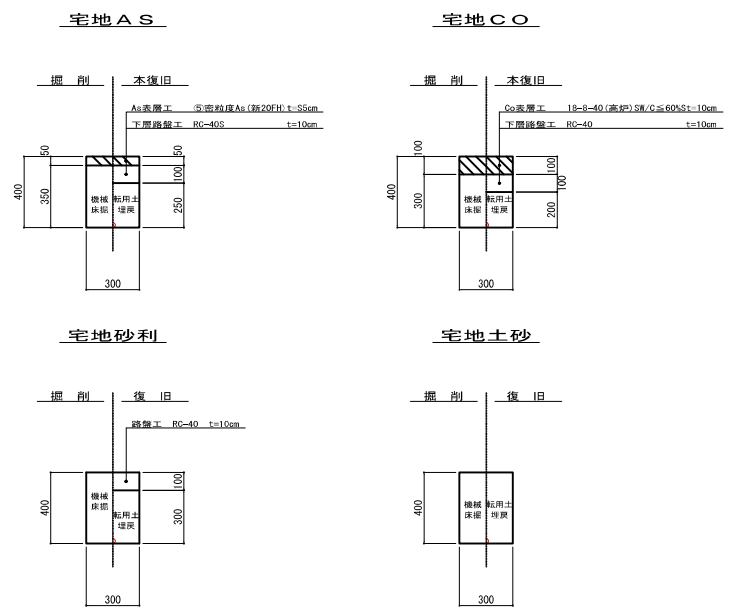 宅地AS
掘 削 本復旧
As表層工 ⑤密粒度As(新20FH) t=S5cm
下層路盤工 RC-40S t=10cm
50
50
100
400
350
250
機械
床掘
転用土
埋戻
300
宅地CO
掘 削 本復旧
Co表層工 18-8-40(高炉)SW/C≦60%St=10cm
下層路盤工 RC-40 t=10cm
100
100
100
400
300
200
機械
床掘
転用土
埋戻
300
宅地砂利
掘 削 復 旧
路盤工 RC-40 t=10cm
100
400
300
機械
床掘
転用土
埋戻
300
宅地土砂
掘 削 復 旧
400
機械
床掘
転用土
埋戻
300